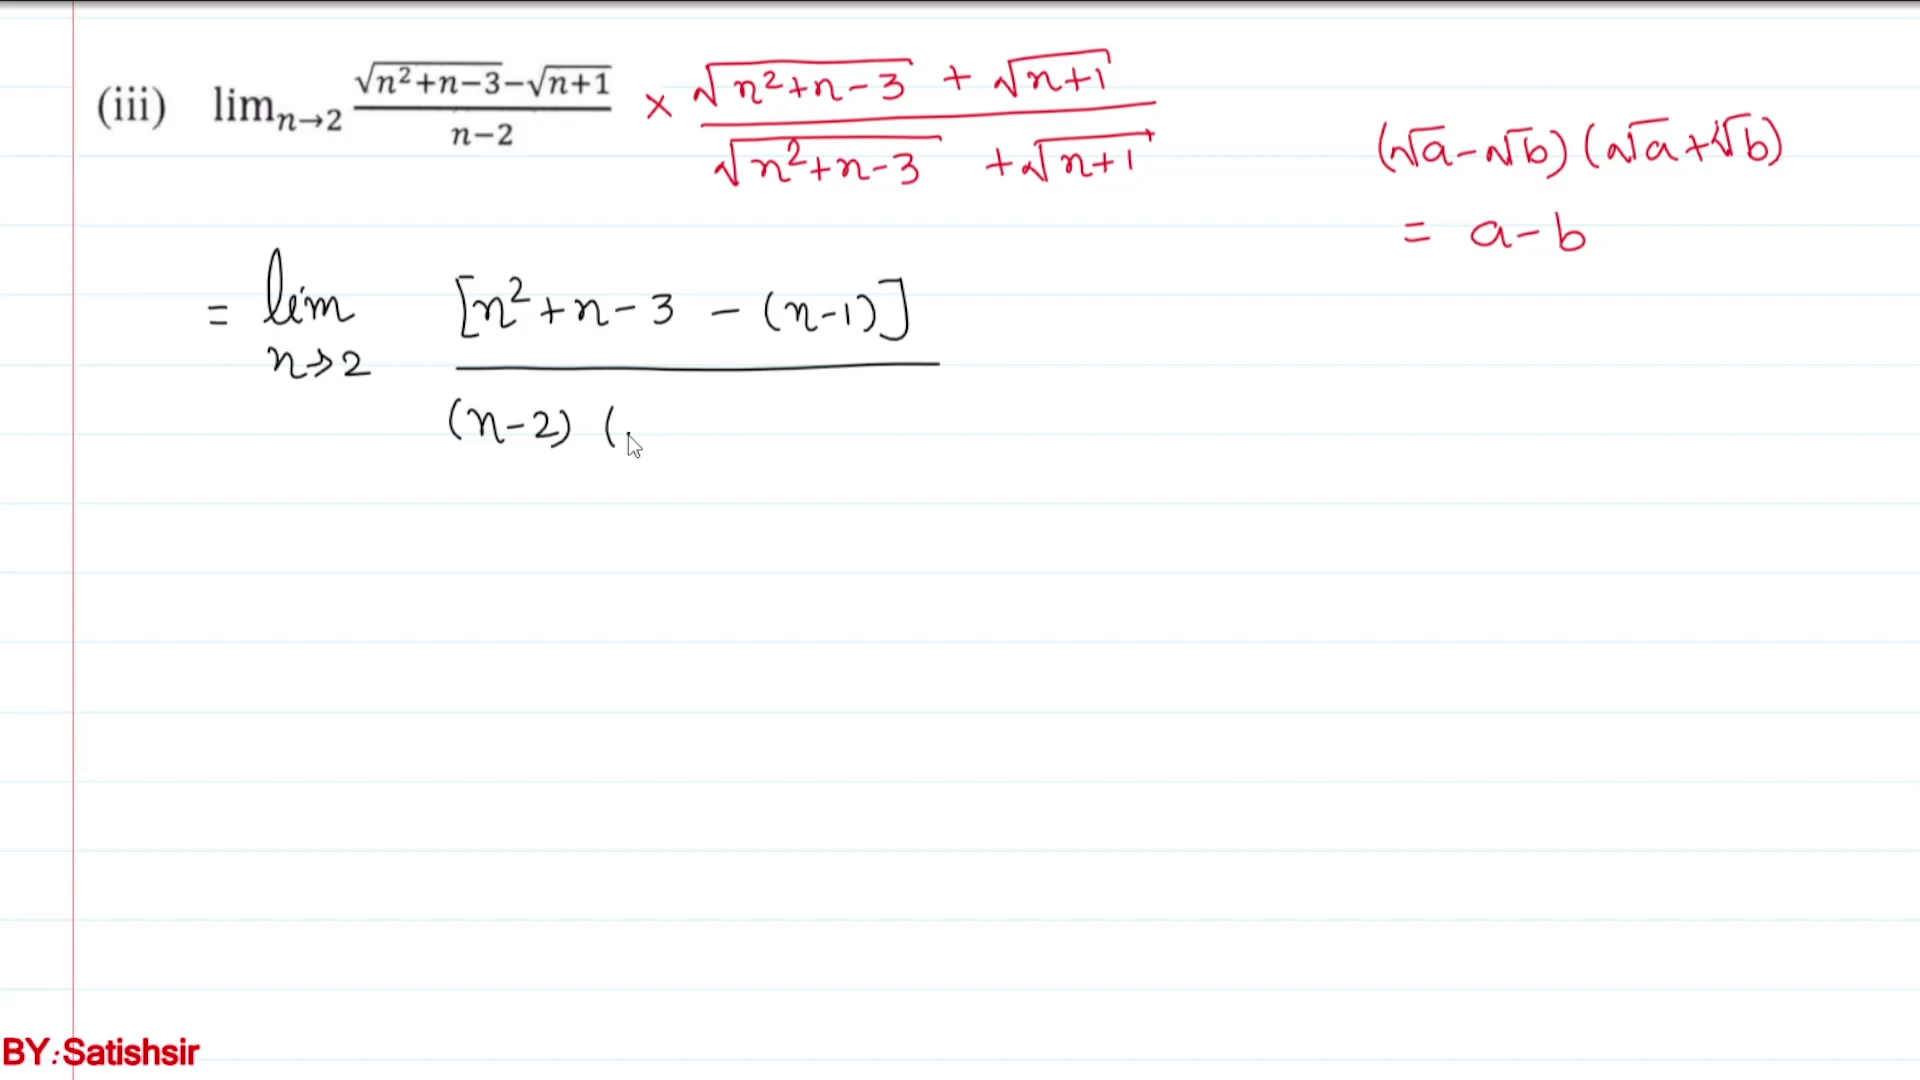 (iii) lim n→2 √n²+n−3−√n+1 / n−2 × √n²+n−3 + √n+1 / √n²+n−3 + √n+1
(√a−√b)(√a+√b)
= a−b
= lim n→2 [n²+n−3 − (n−1)]
(n−2) (
BY:Satishsir